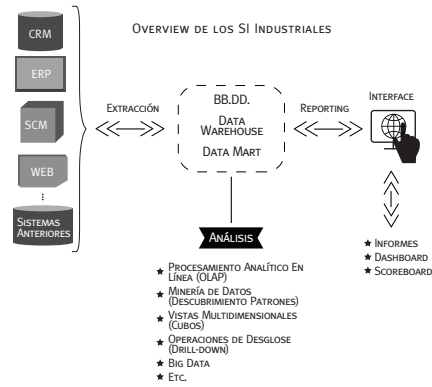 Overview de los SI Industriales
CRM
ERP
SCM
WEB
Sistemas
Anteriores
Extracción
BB.DD.
Data
Warehouse
Data Mart
Reporting
Interface
Informes
Dashboard
Scoreboard
Análisis
Procesamiento Analítico En
Línea (OLAP)
Minería de Datos
(Descubrimiento Patrones)
Vistas Multidimensionales
(Cubos)
Operaciones de Desglose
(Drill-down)
Big Data
Etc.